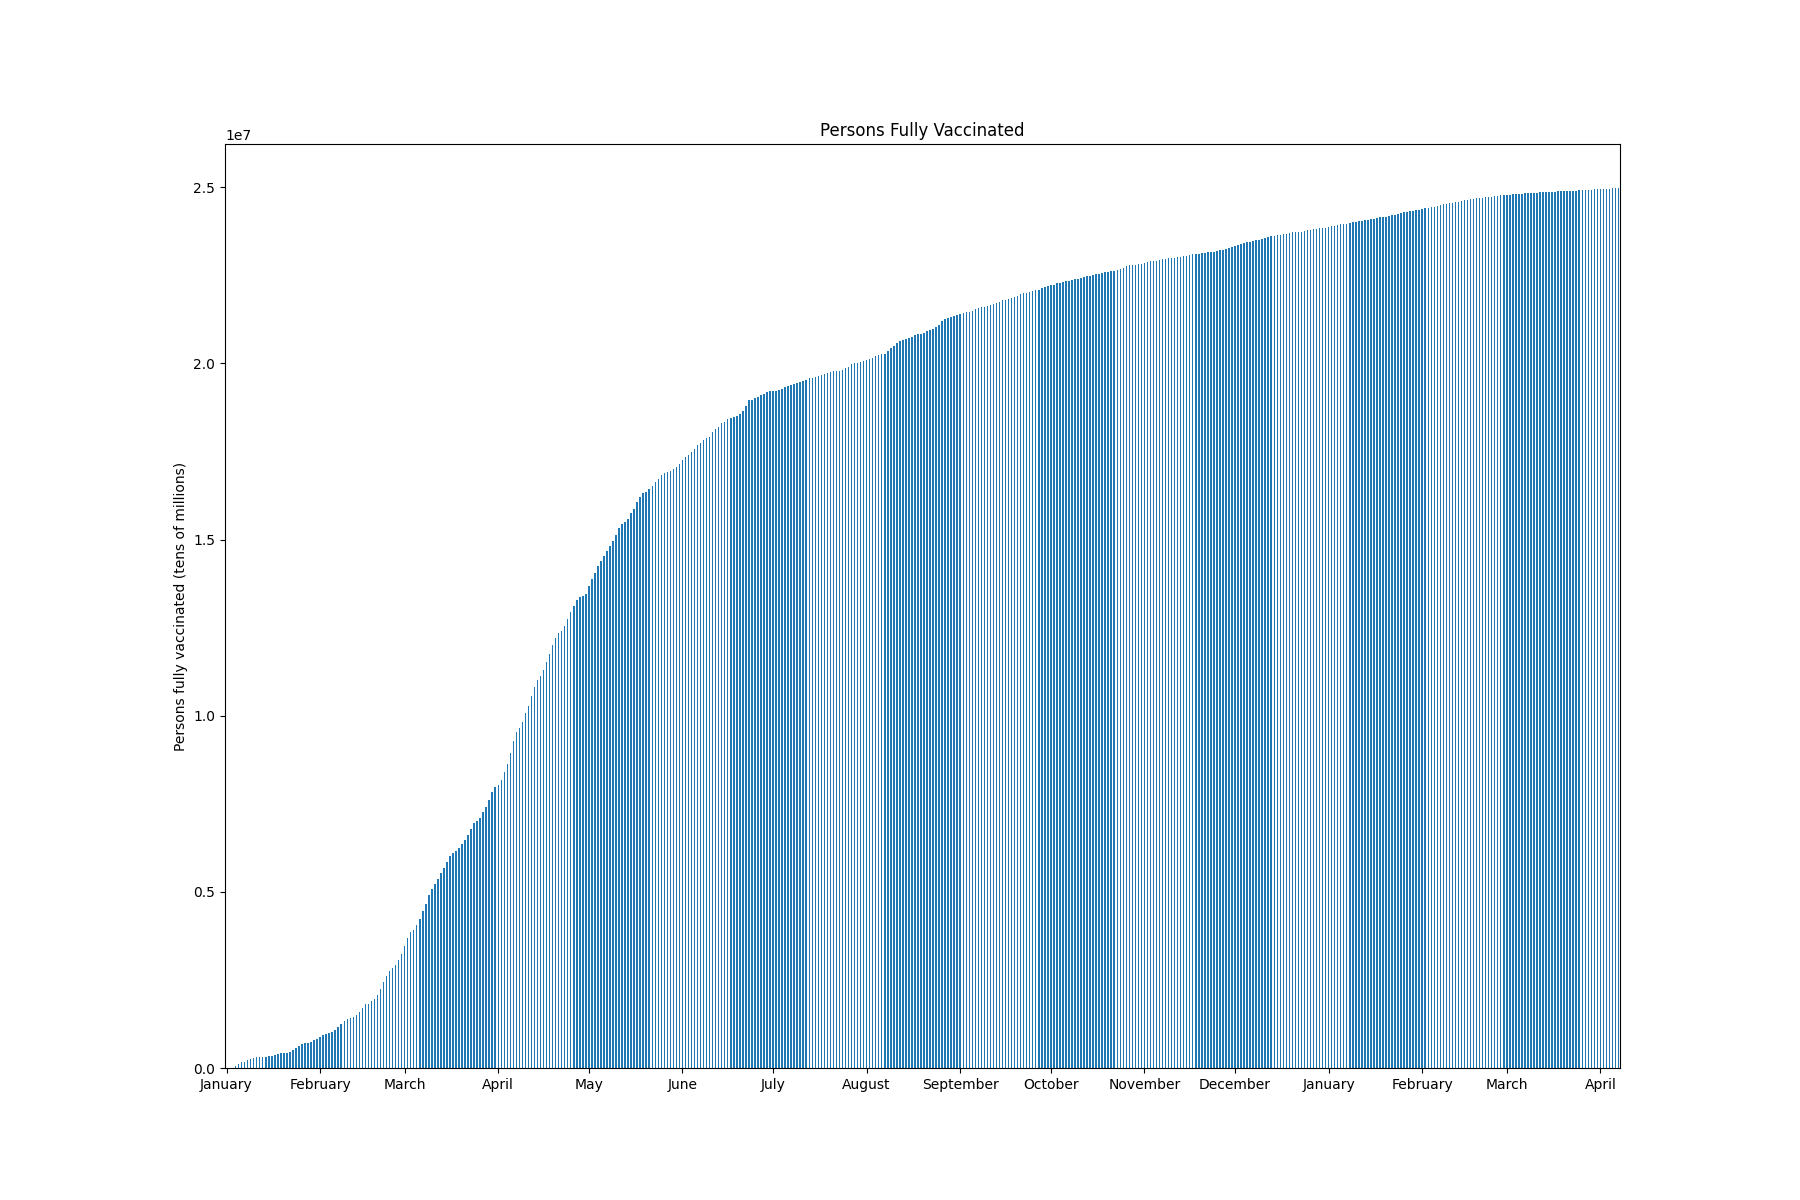 Persons Fully Vaccinated
1e7
2.5
2.0
1.5
1.0
0.5
0.0
Persons fully vaccinated (tens of millions)
January February March April May June July August September October November December January February March April